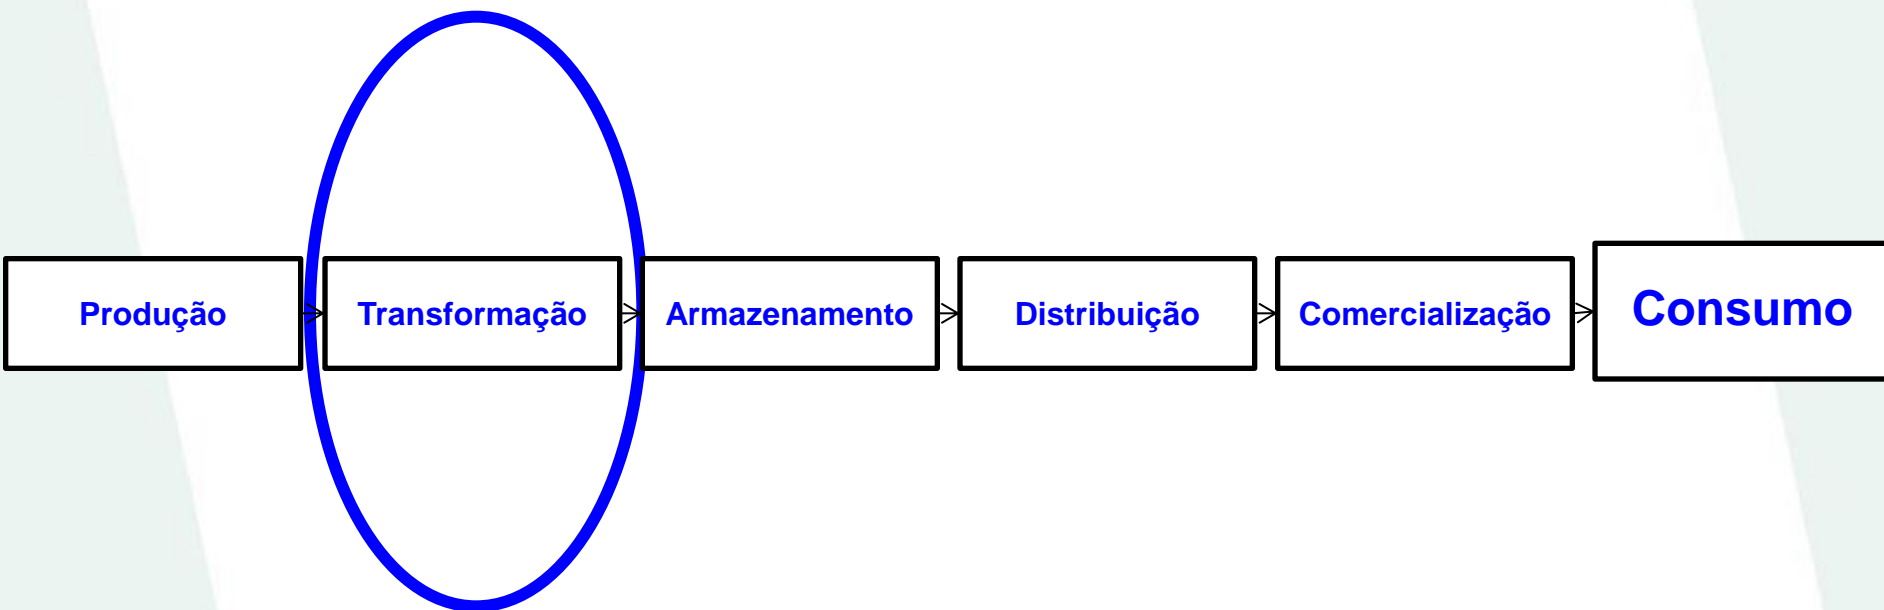 Produção
Transformação
Armazenamento
Distribuição
Comercialização
Consumo